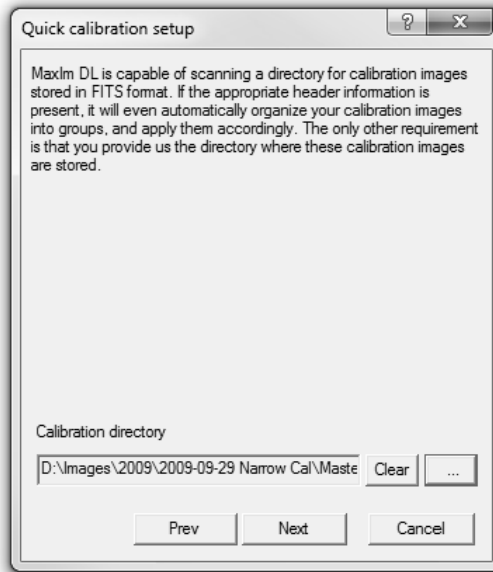 Quick calibration setup
? X
MaxIm DL is capable of scanning a directory for calibration images
stored in FITS format. If the appropriate header information is
present, it will even automatically organize your calibration images
into groups, and apply them accordingly. The only other requirement
is that you provide us the directory where these calibration images
are stored.
Calibration directory
D:\Images\2009\2009-09-29 Narrow Cal\Maste Clear ...
Prev Next Cancel